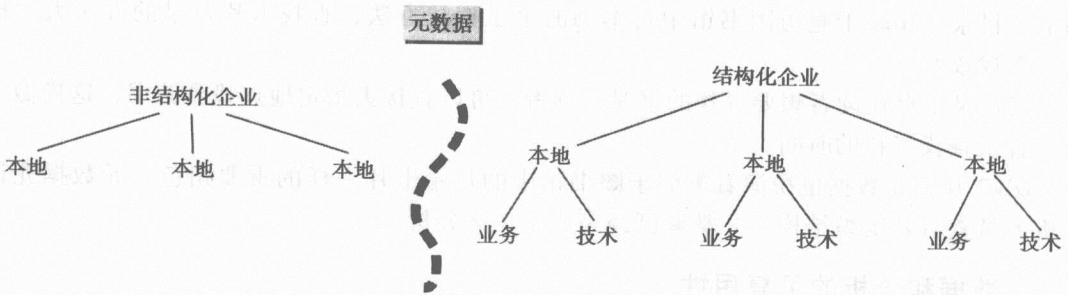 元数据
非结构化企业
本地 本地 本地
结构化企业
本地 本地 本地
业务 技术 业务 技术 业务 技术